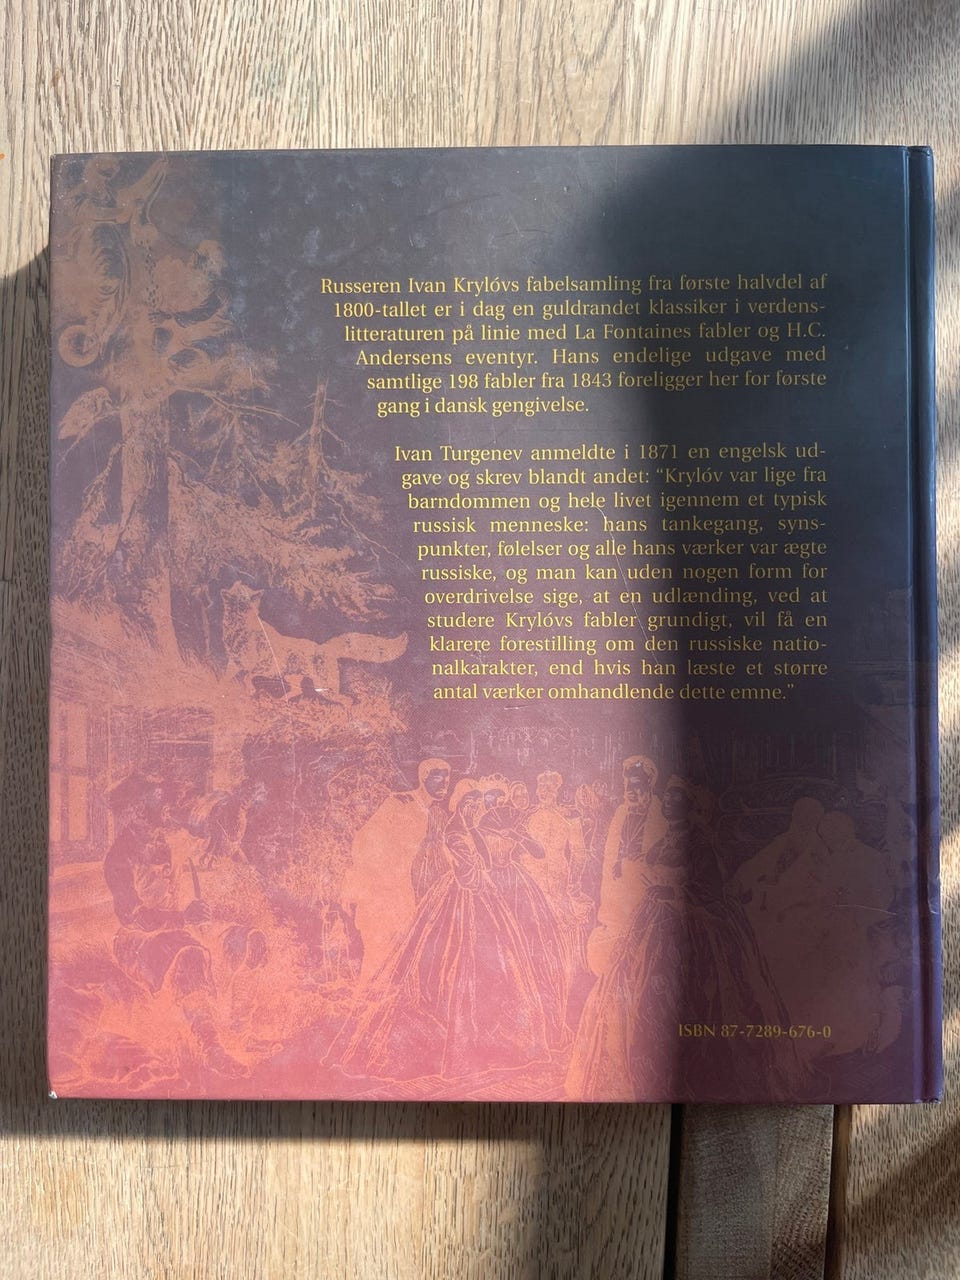 Russeren Ivan Krylóvs fabelsamling fra første halvdel af
1800-tallet er i dag en guldrandet klassiker i verdens-
litteraturen på linie med La Fontaines fabler og H.C.
Andersens eventyr. Hans endelige udgave med
samtlige 198 fabler fra 1843 foreligger her for første
gang i dansk gengivelse.
Ivan Turgenev anmeldte i 1871 en engelsk ud-
gave og skrev blandt andet: “Krylóv var lige fra
barndommen og hele livet igennem et typisk
russisk menneske: hans tankegang, syns-
punkter, følelser og alle hans værker var ægte
russiske, og man kan uden nogen form for
overdrivelse sige, at en udlænding, ved at
studere Krylóvs fabler grundigt, vil få en
klarere forestilling om den russiske natio-
nalkarakter, end hvis han læste et større
antal værker omhandlende dette emne.”
ISBN 87-7289-676-0